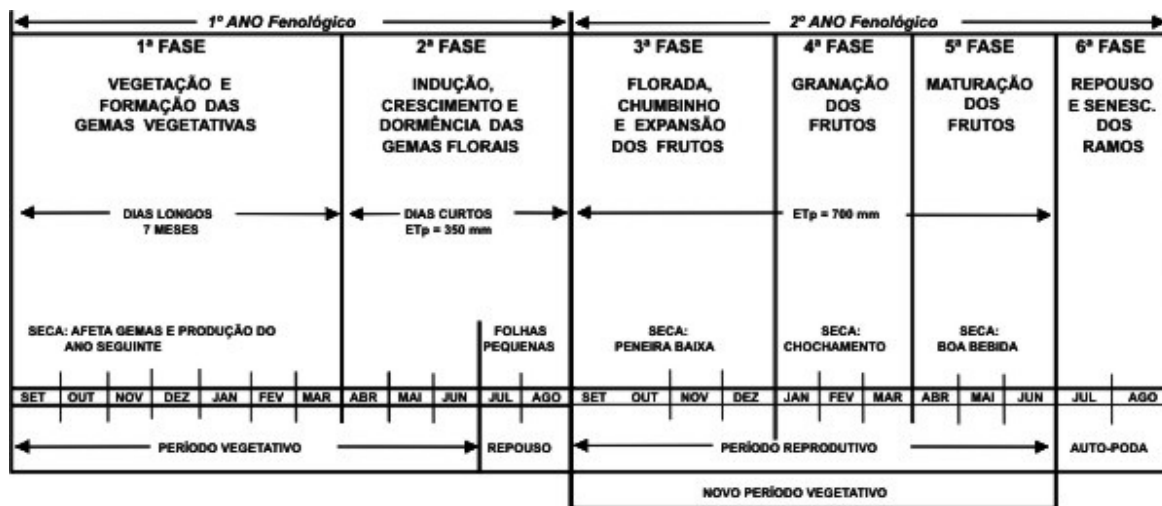 1º ANO Fenológico
2º ANO Fenológico
1ª FASE
VEGETAÇÃO E
FORMAÇÃO DAS
GEMAS VEGETATIVAS
2ª FASE
INDUÇÃO,
CRESCIMENTO E
DORMÊNCIA DAS
GEMAS FLORAIS
3ª FASE
FLORADA,
CHUMBINHO
E EXPANSÃO
DOS FRUTOS
4ª FASE
GRANAÇÃO
DOS
FRUTOS
5ª FASE
MATURAÇÃO
DOS
FRUTOS
6ª FASE
REPOUSO
E SENESC.
DOS
RAMOS
DIAS LONGOS
7 MESES
DIAS CURTOS
ETp = 350 mm
ETp = 700 mm
SECA: AFETA GEMAS E PRODUÇÃO DO
ANO SEGUINTE
FOLHAS
PEQUENAS
SECA:
PENEIRA BAIXA
SECA:
CHOCHAMENTO
SECA:
BOA BEBIDA
SET OUT NOV DEZ JAN FEV MAR ABR MAI JUN JUL AGO SET OUT NOV DEZ JAN FEV MAR ABR MAI JUN JUL AGO
PERÍODO VEGETATIVO
REPOUSO
PERÍODO REPRODUTIVO
AUTO-PODA
NOVO PERÍODO VEGETATIVO